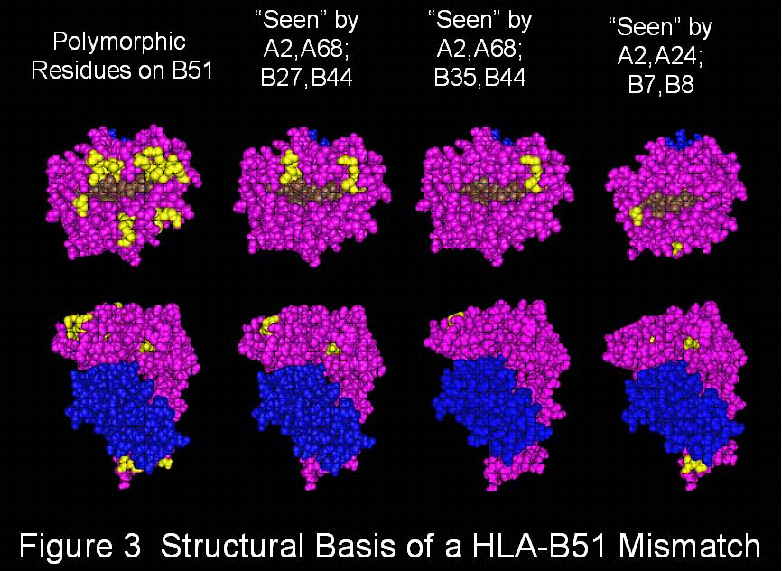 Polymorphic
Residues on B51
“Seen” by
A2,A68;
B27,B44
“Seen” by
A2,A68;
B35,B44
“Seen” by
A2,A24;
B7,B8
Figure 3 Structural Basis of a HLA-B51 Mismatch